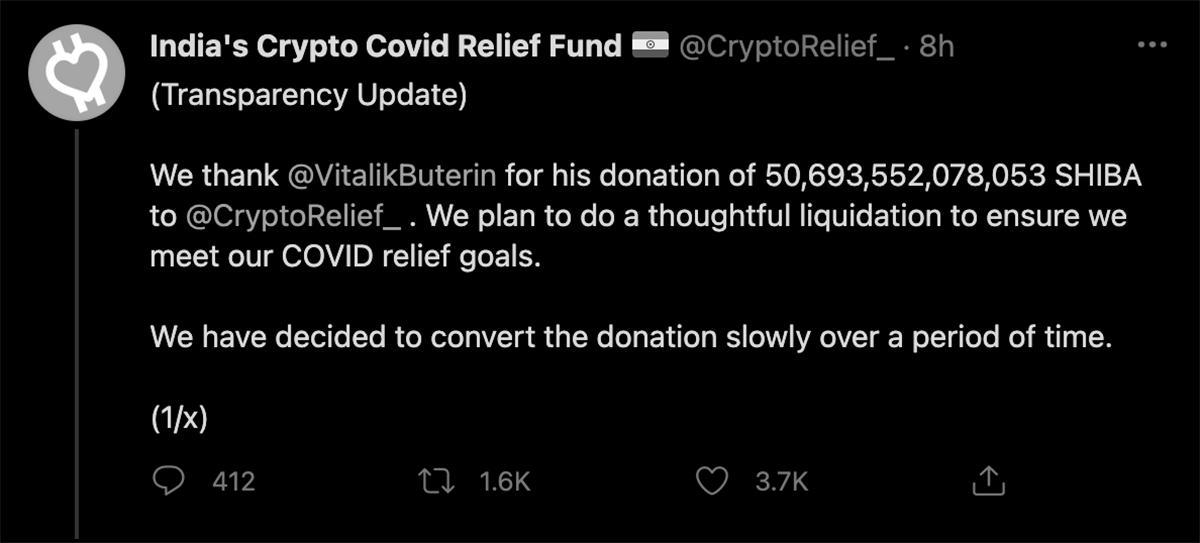 India's Crypto Covid Relief Fund 🇮🇳 @CryptoRelief_ · 8h
(Transparency Update)
We thank @VitalikButerin for his donation of 50,693,552,078,053 SHIBA
to @CryptoRelief_ . We plan to do a thoughtful liquidation to ensure we
meet our COVID relief goals.
We have decided to convert the donation slowly over a period of time.
(1/x)
412 1.6K 3.7K